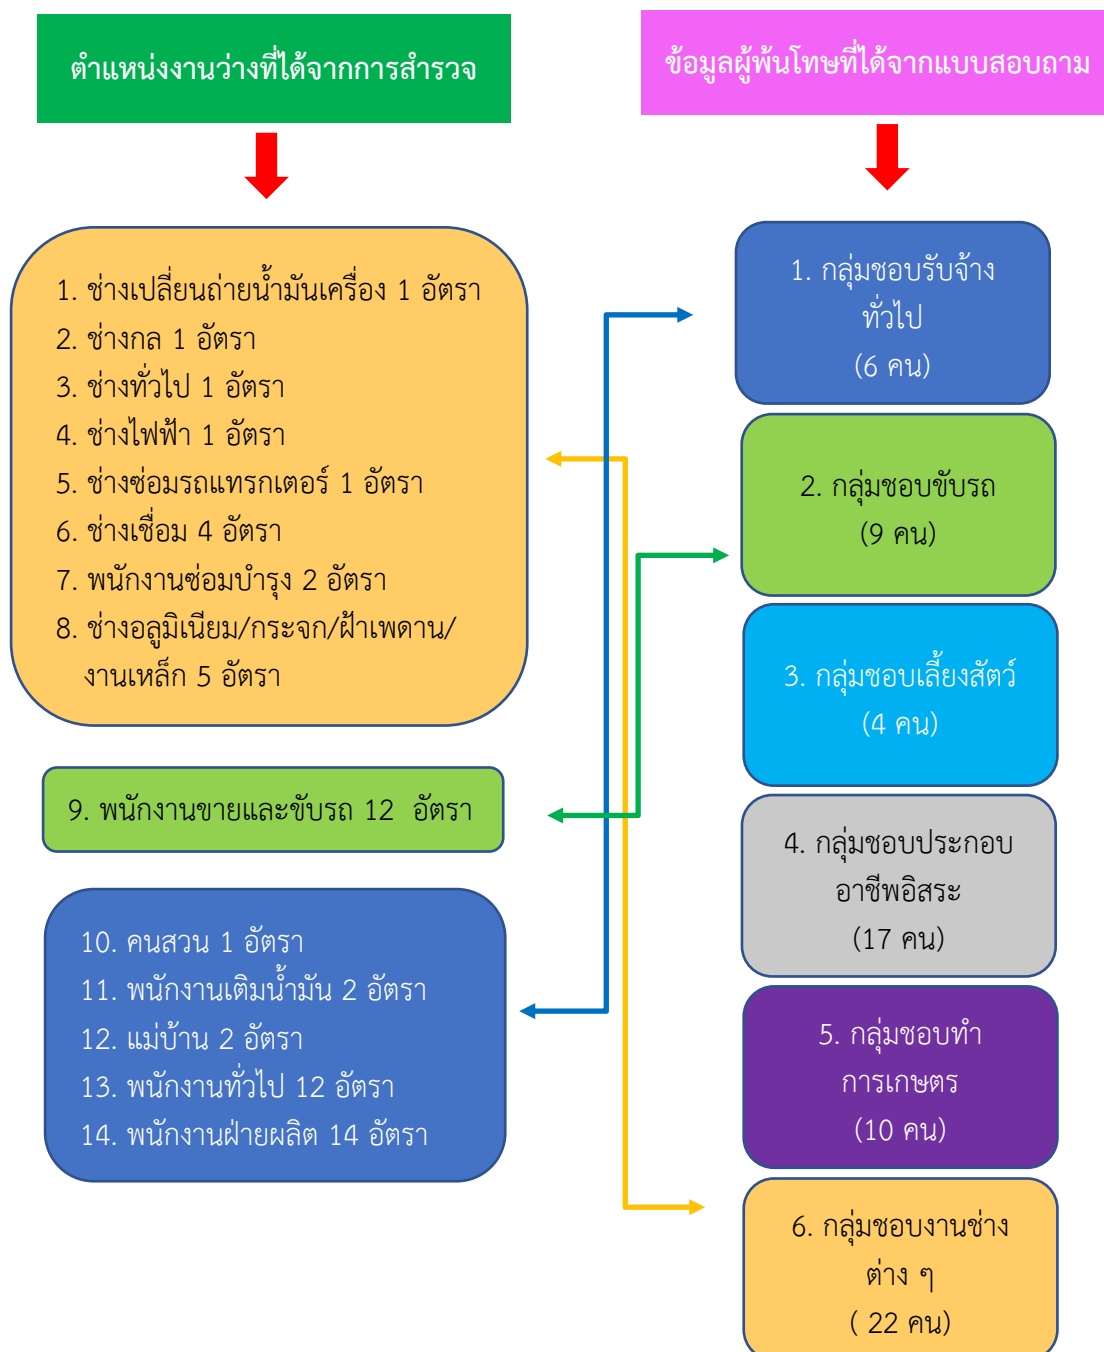 ตำแหน่งงานว่างที่ได้จากการสำรวจ
1. ช่างเปลี่ยนถ่ายน้ำมันเครื่อง 1 อัตรา
2. ช่างกล 1 อัตรา
3. ช่างทั่วไป 1 อัตรา
4. ช่างไฟฟ้า 1 อัตรา
5. ช่างซ่อมรถแทรกเตอร์ 1 อัตรา
6. ช่างเชื่อม 4 อัตรา
7. พนักงานซ่อมบำรุง 2 อัตรา
8. ช่างอลูมิเนียม/กระจก/ฝ้าเพดาน/
งานเหล็ก 5 อัตรา
9. พนักงานขายและขับรถ 12 อัตรา
10. คนสวน 1 อัตรา
11. พนักงานเติมน้ำมัน 2 อัตรา
12. แม่บ้าน 2 อัตรา
13. พนักงานทั่วไป 12 อัตรา
14. พนักงานฝ่ายผลิต 14 อัตรา
ข้อมูลผู้พ้นโทษที่ได้จากแบบสอบถาม
1. กลุ่มชอบรับจ้าง
ทั่วไป
(6 คน)
2. กลุ่มชอบขับรถ
(9 คน)
3. กลุ่มชอบเลี้ยงสัตว์
(4 คน)
4. กลุ่มชอบประกอบ
อาชีพอิสระ
(17 คน)
5. กลุ่มชอบทำ
การเกษตร
(10 คน)
6. กลุ่มชอบงานช่าง
ต่าง ๆ
( 22 คน)